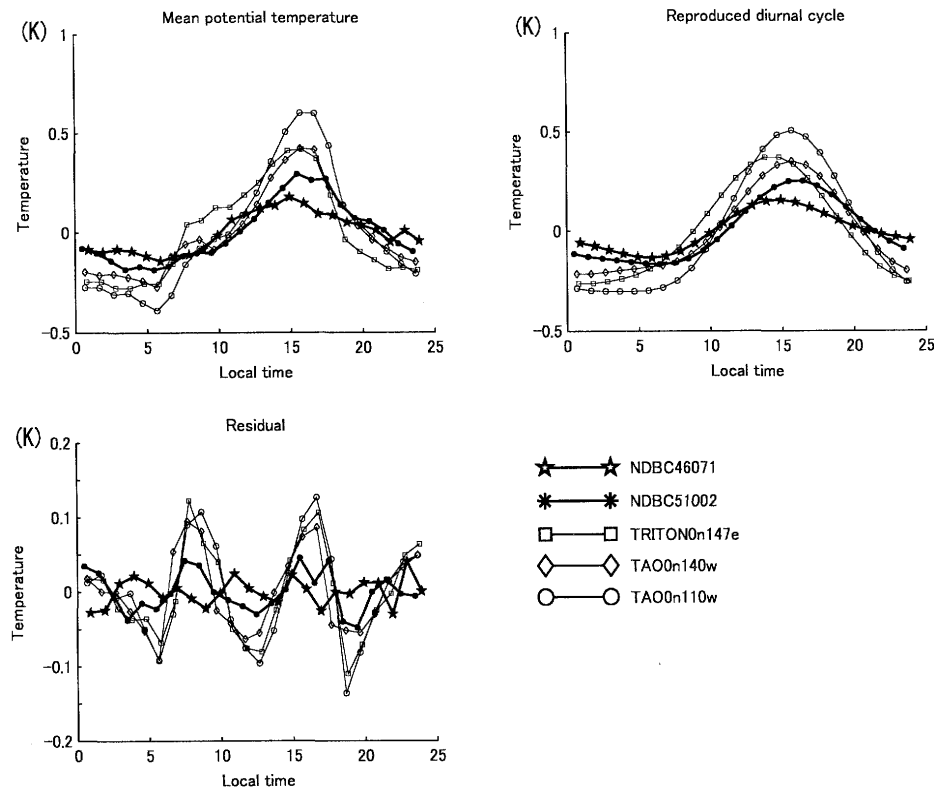 Mean potential temperature
(K)
1
0.5
0
−0.5
Temperature
0
5
10
15
20
25
Local time
Reproduced diurnal cycle
(K)
1
0.5
0
−0.5
Temperature
0
5
10
15
20
25
Local time
Residual
(K)
0.2
0.1
0
−0.1
−0.2
Temperature
0
5
10
15
20
25
Local time
NDBC46071
NDBC51002
TRITON0n147e
TAO0n140w
TAO0n110w